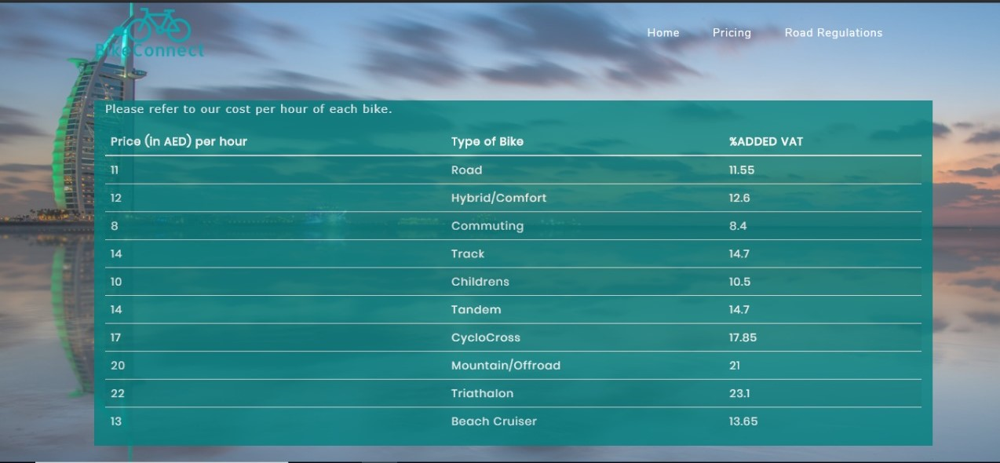 BikeConnect
Home Pricing Road Regulations
Please refer to our cost per hour of each bike.
Price (in AED) per hour Type of Bike %ADDED VAT
11 Road 11.55
12 Hybrid/Comfort 12.6
8 Commuting 8.4
14 Track 14.7
10 Childrens 10.5
14 Tandem 14.7
17 CycloCross 17.85
20 Mountain/Offroad 21
22 Triathalon 23.1
13 Beach Cruiser 13.65